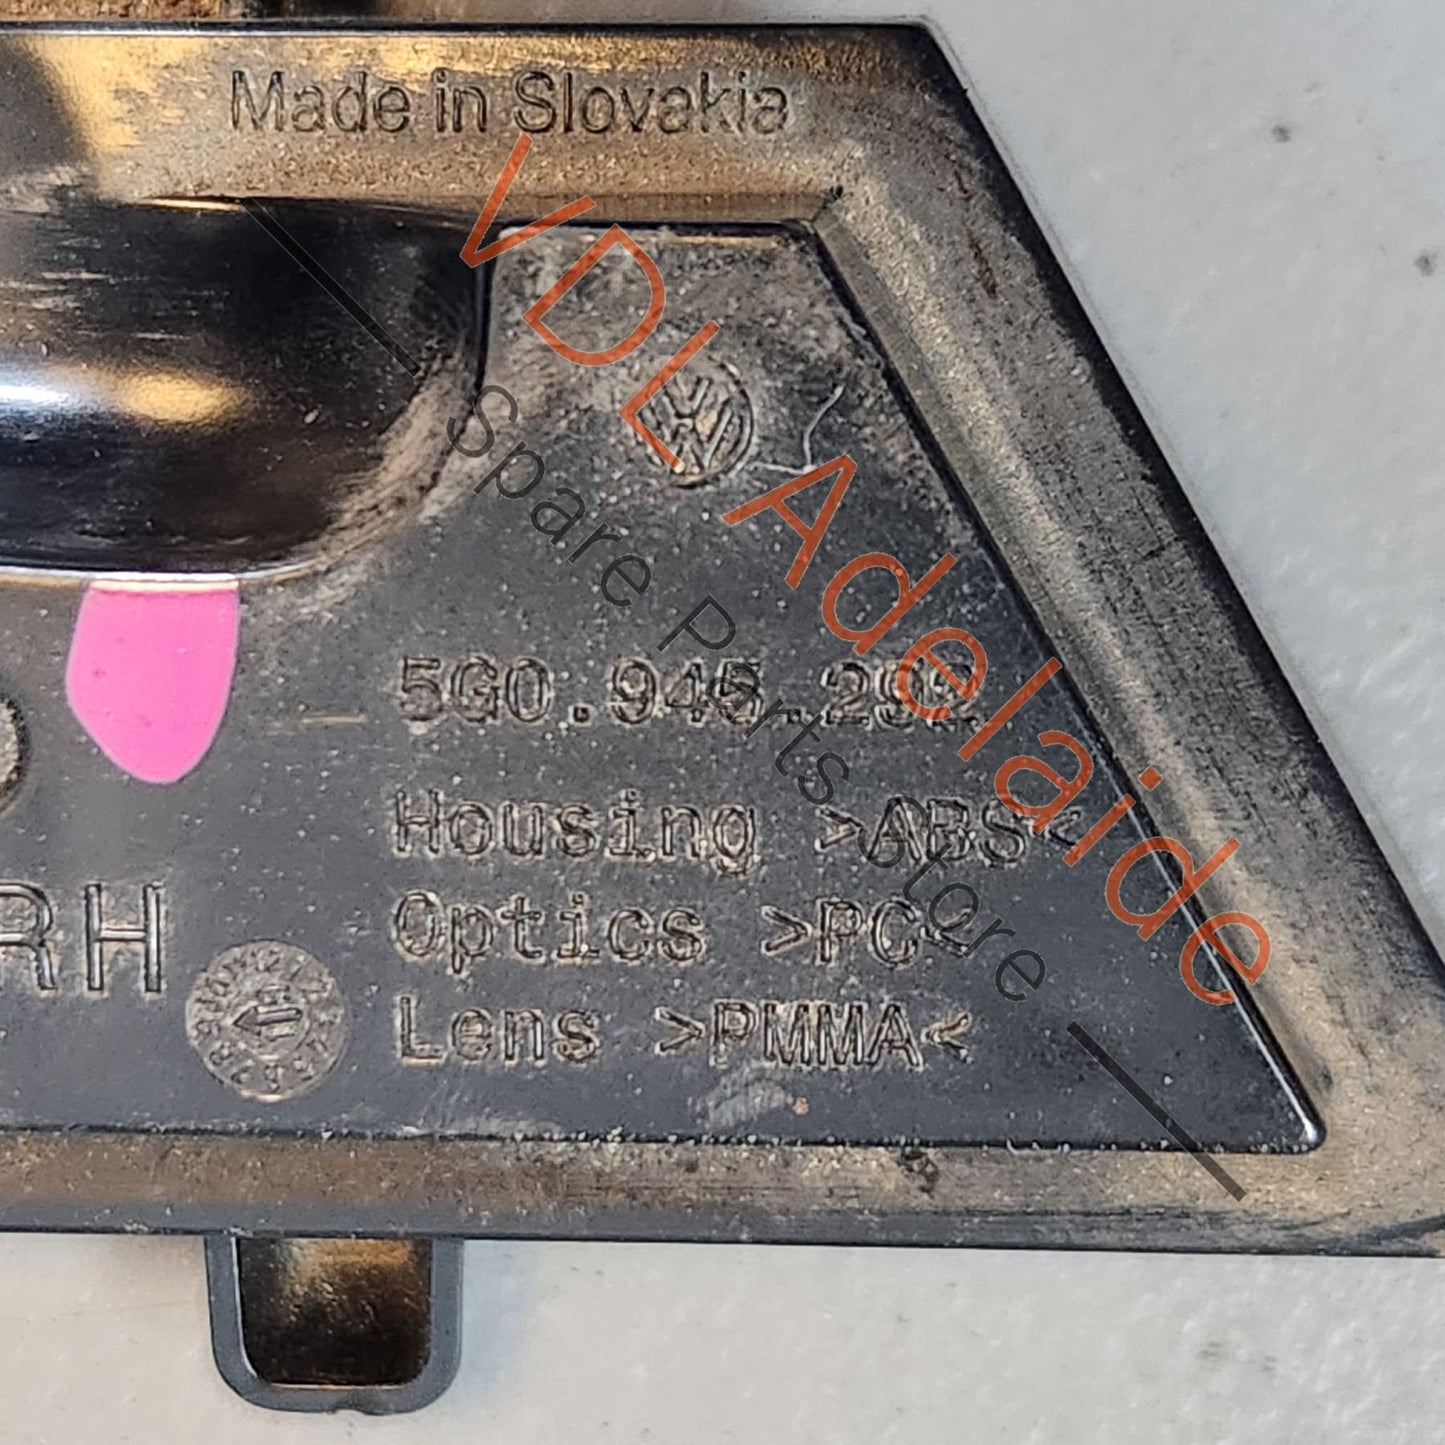 Made in Slovakia
VDL Adelaide
Spare Parts Store
5G0.945.292
Housing >ABS<
Optics >PC<
RH
Lens >PMMA<